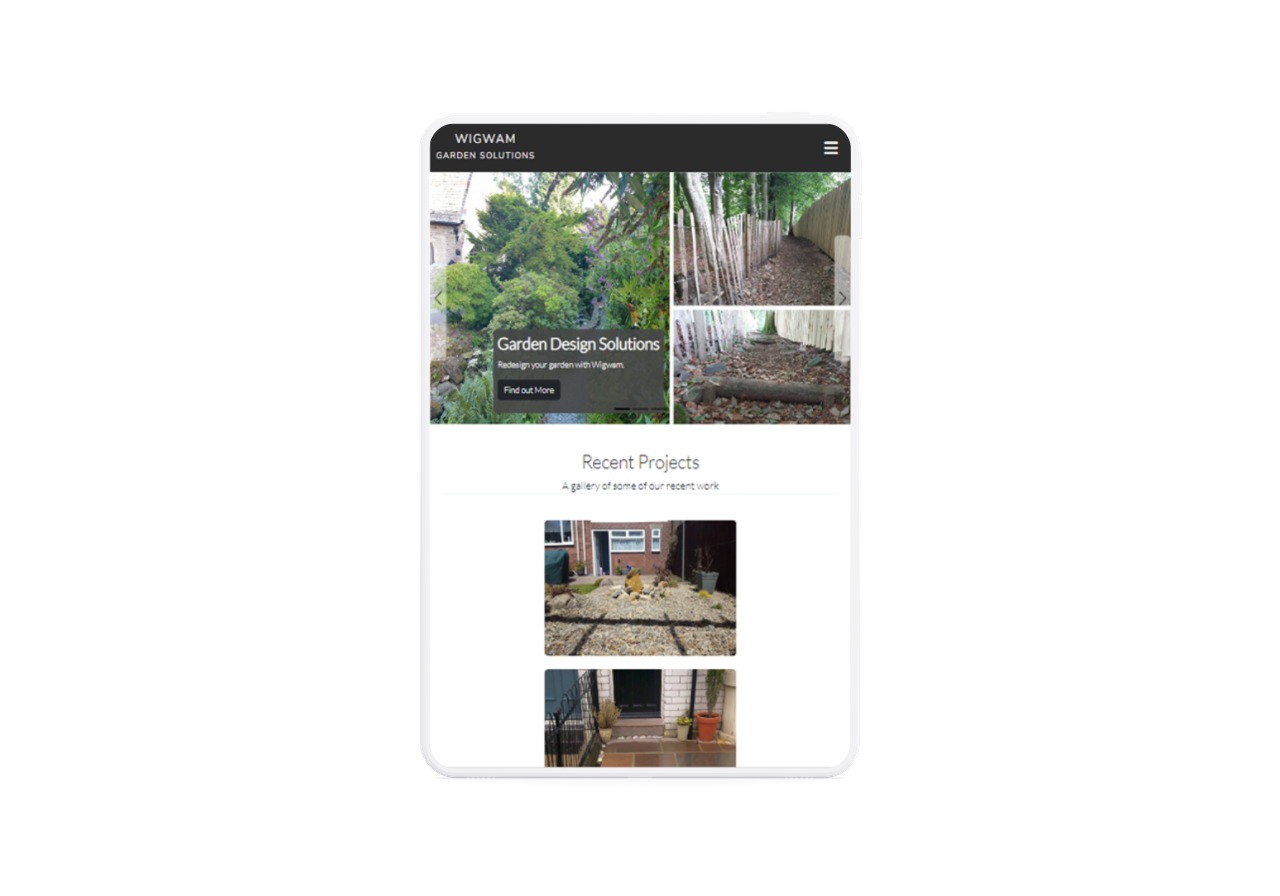 WIGWAM
GARDEN SOLUTIONS
Garden Design Solutions
Redesign your garden with Wigwam.
Find out More
Recent Projects
A gallery of some of our recent work